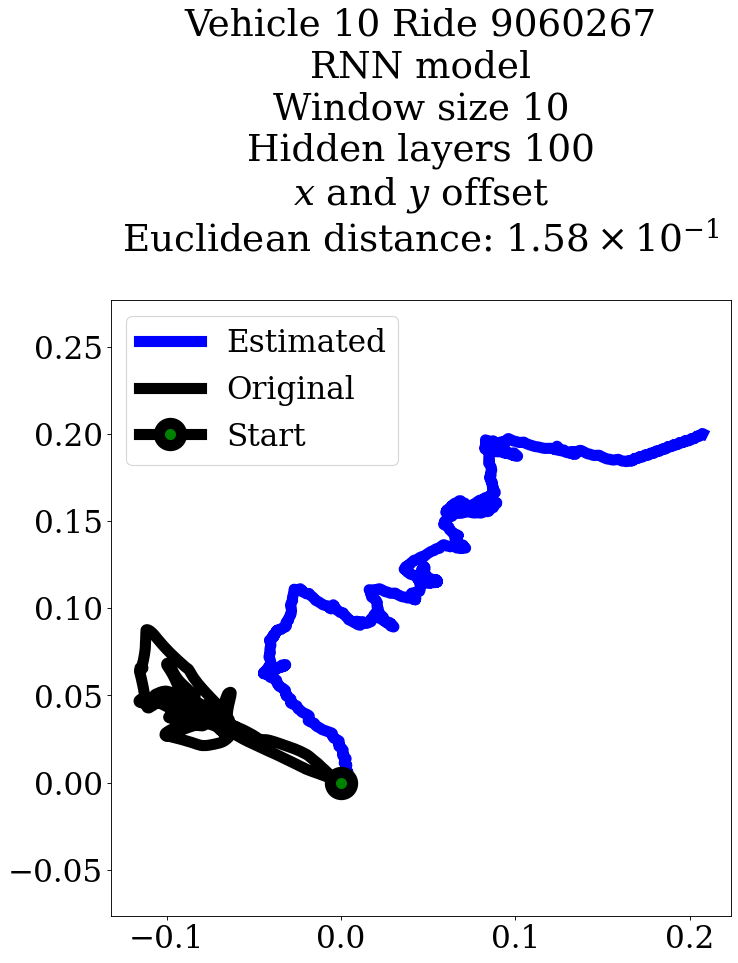 Vehicle 10 Ride 9060267
RNN model
Window size 10
Hidden layers 100
x and y offset
Euclidean distance: 1.58 × 10⁻¹
Estimated
Original
Start
0.25
0.20
0.15
0.10
0.05
0.00
−0.05
−0.1 0.0 0.1 0.2